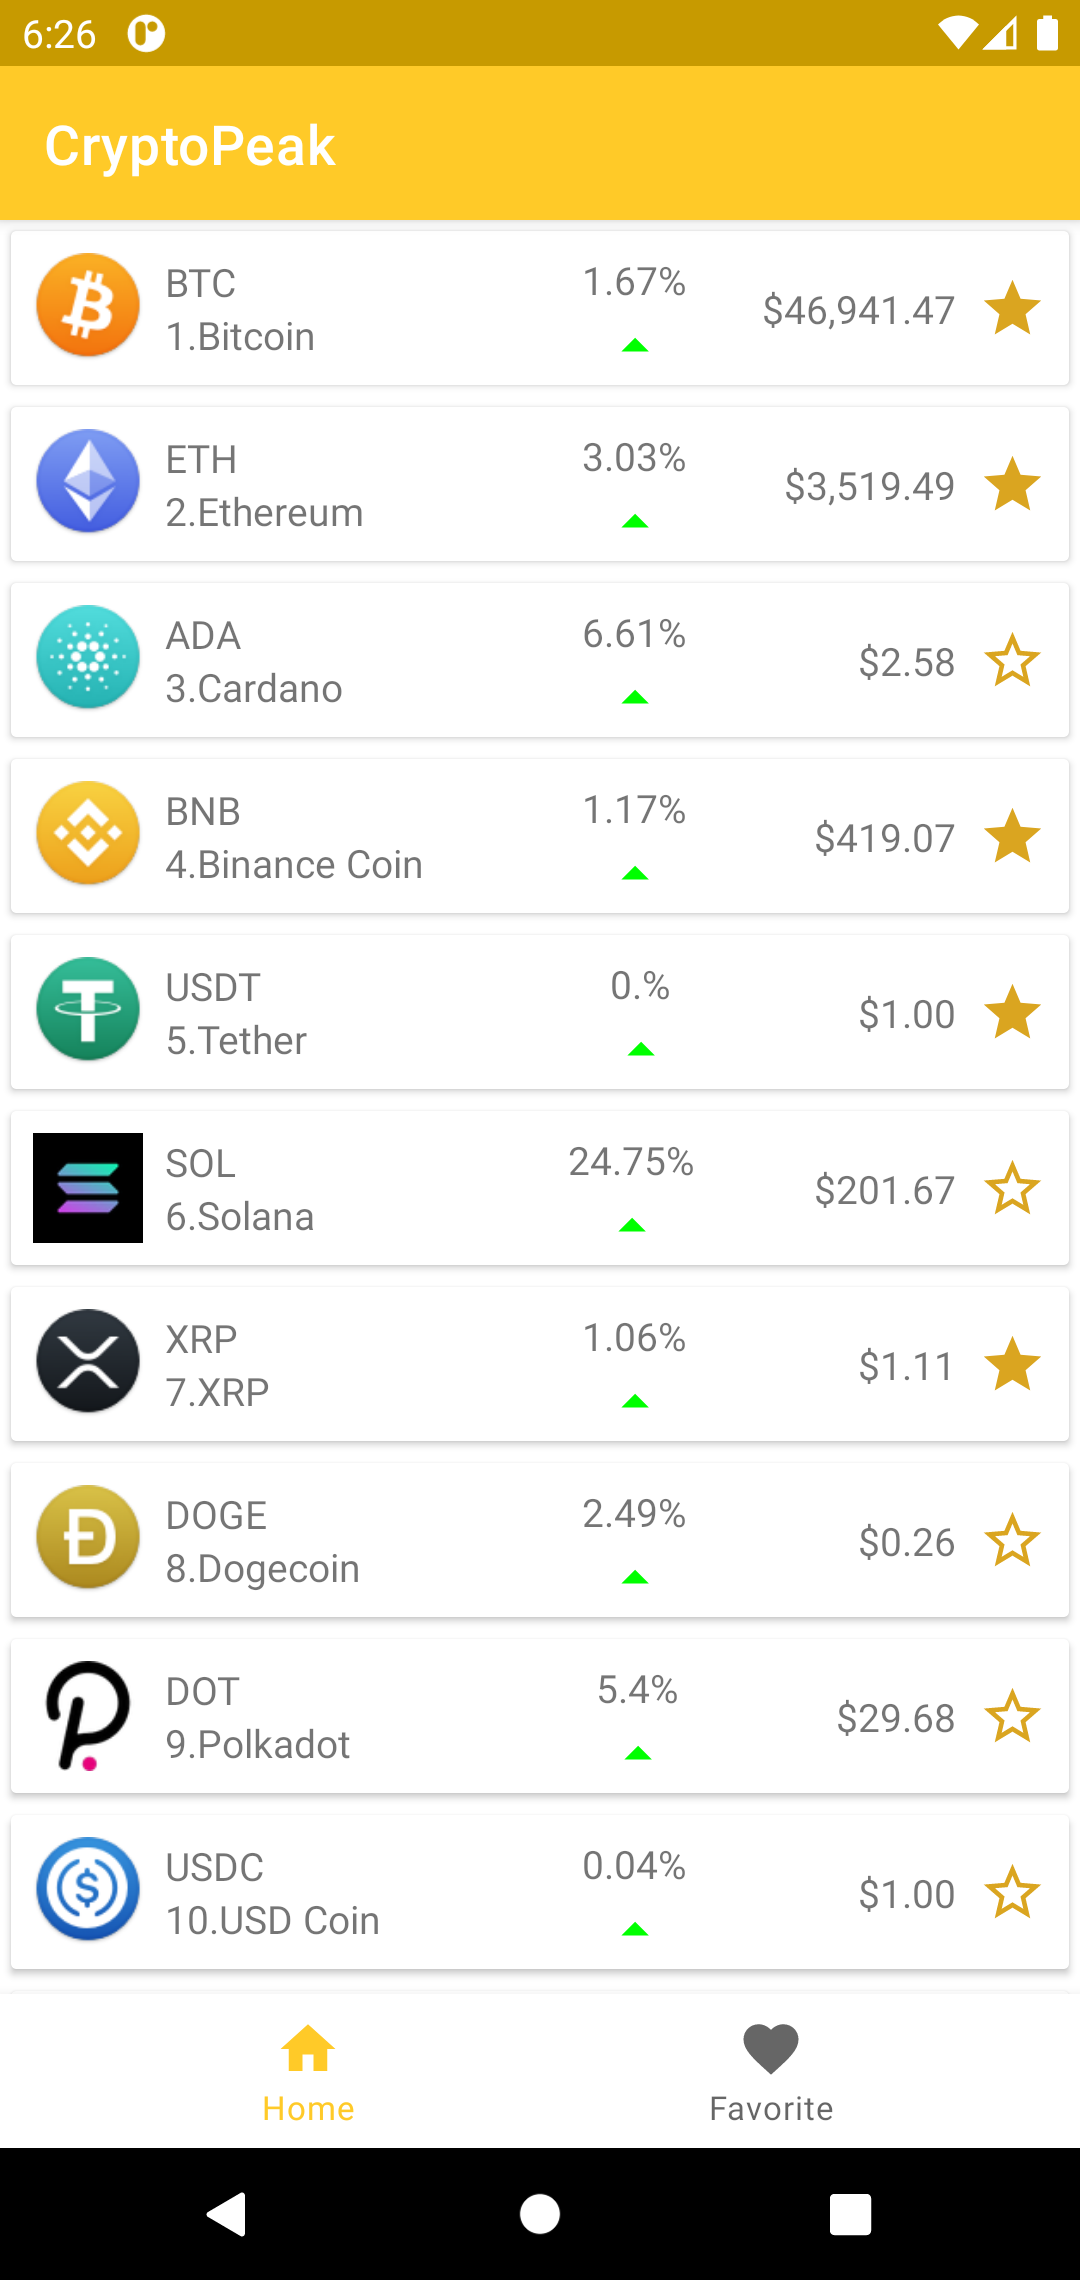 6:26
CryptoPeak
BTC
1.67%
1.Bitcoin
$46,941.47
ETH
3.03%
2.Ethereum
$3,519.49
ADA
6.61%
3.Cardano
$2.58
BNB
1.17%
4.Binance Coin
$419.07
USDT
0.%
5.Tether
$1.00
SOL
24.75%
6.Solana
$201.67
XRP
1.06%
7.XRP
$1.11
DOGE
2.49%
8.Dogecoin
$0.26
DOT
5.4%
9.Polkadot
$29.68
USDC
0.04%
10.USD Coin
$1.00
Home
Favorite